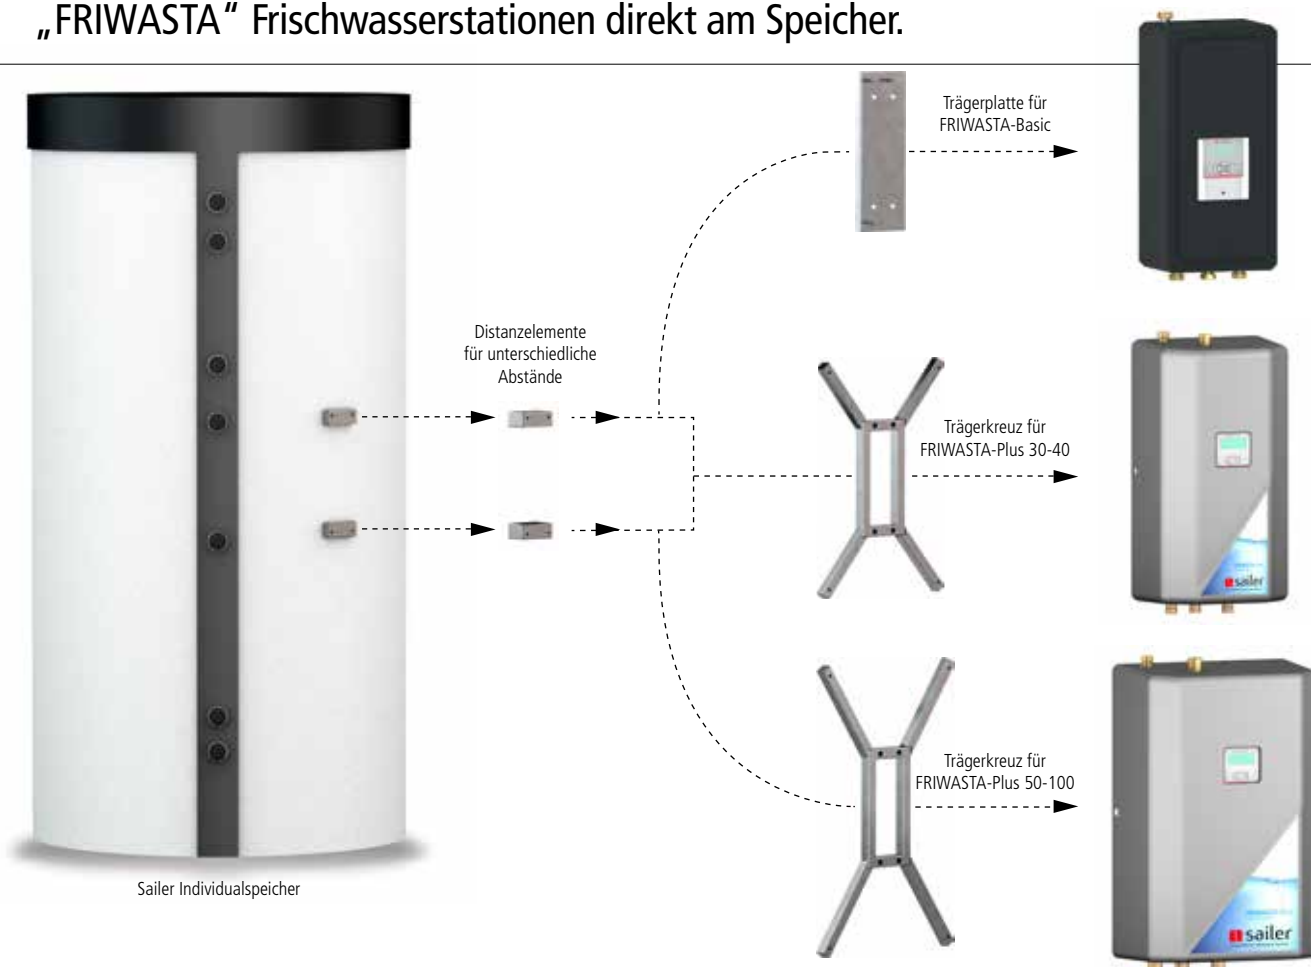 „FRIWASTA“ Frischwasserstationen direkt am Speicher.
Trägerplatte für
FRIWASTA-Basic
Distanzelemente
für unterschiedliche
Abstände
Trägerkreuz für
FRIWASTA-Plus 30-40
sailer
Trägerkreuz für
FRIWASTA-Plus 50-100
sailer
Sailer Individualspeicher